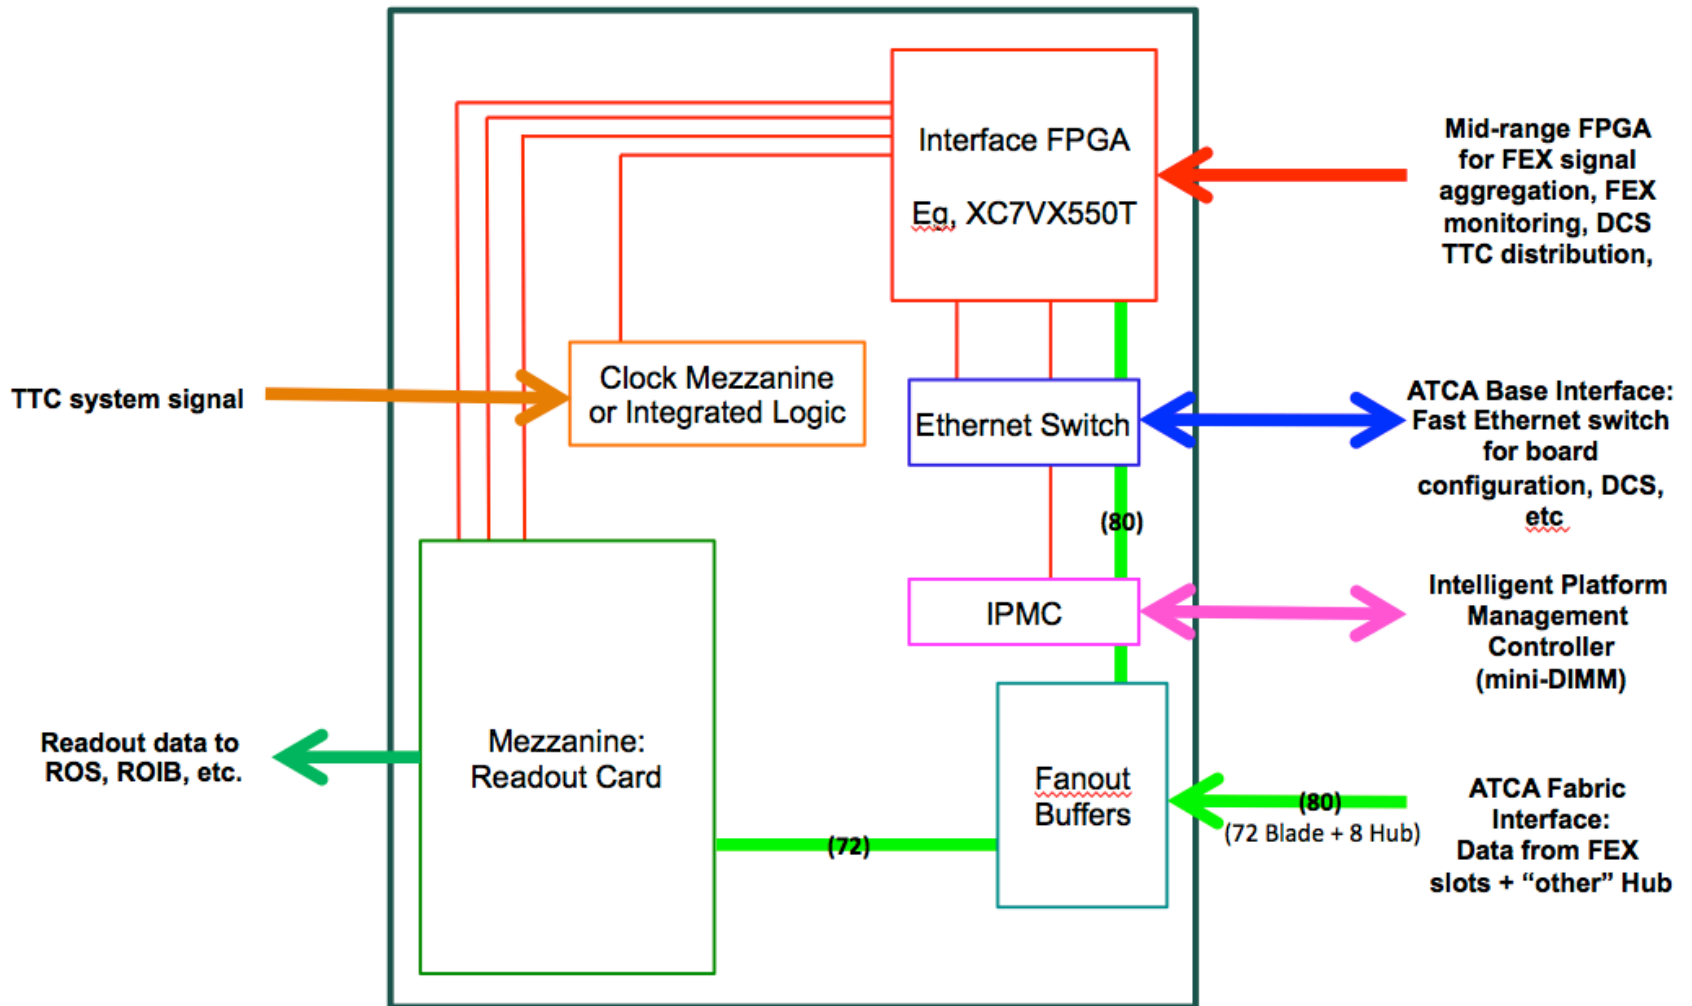 Interface FPGA
Eg, XC7VX550T
Mid-range FPGA
for FEX signal
aggregation, FEX
monitoring, DCS
TTC distribution,
TTC system signal
Clock Mezzanine
or Integrated Logic
Ethernet Switch
ATCA Base Interface:
Fast Ethernet switch
for board
configuration, DCS,
etc
(80)
IPMC
Intelligent Platform
Management
Controller
(mini-DIMM)
Readout data to
ROS, ROIB, etc.
Mezzanine:
Readout Card
(72)
Fanout
Buffers
(80)
(72 Blade + 8 Hub)
ATCA Fabric
Interface:
Data from FEX
slots + “other” Hub